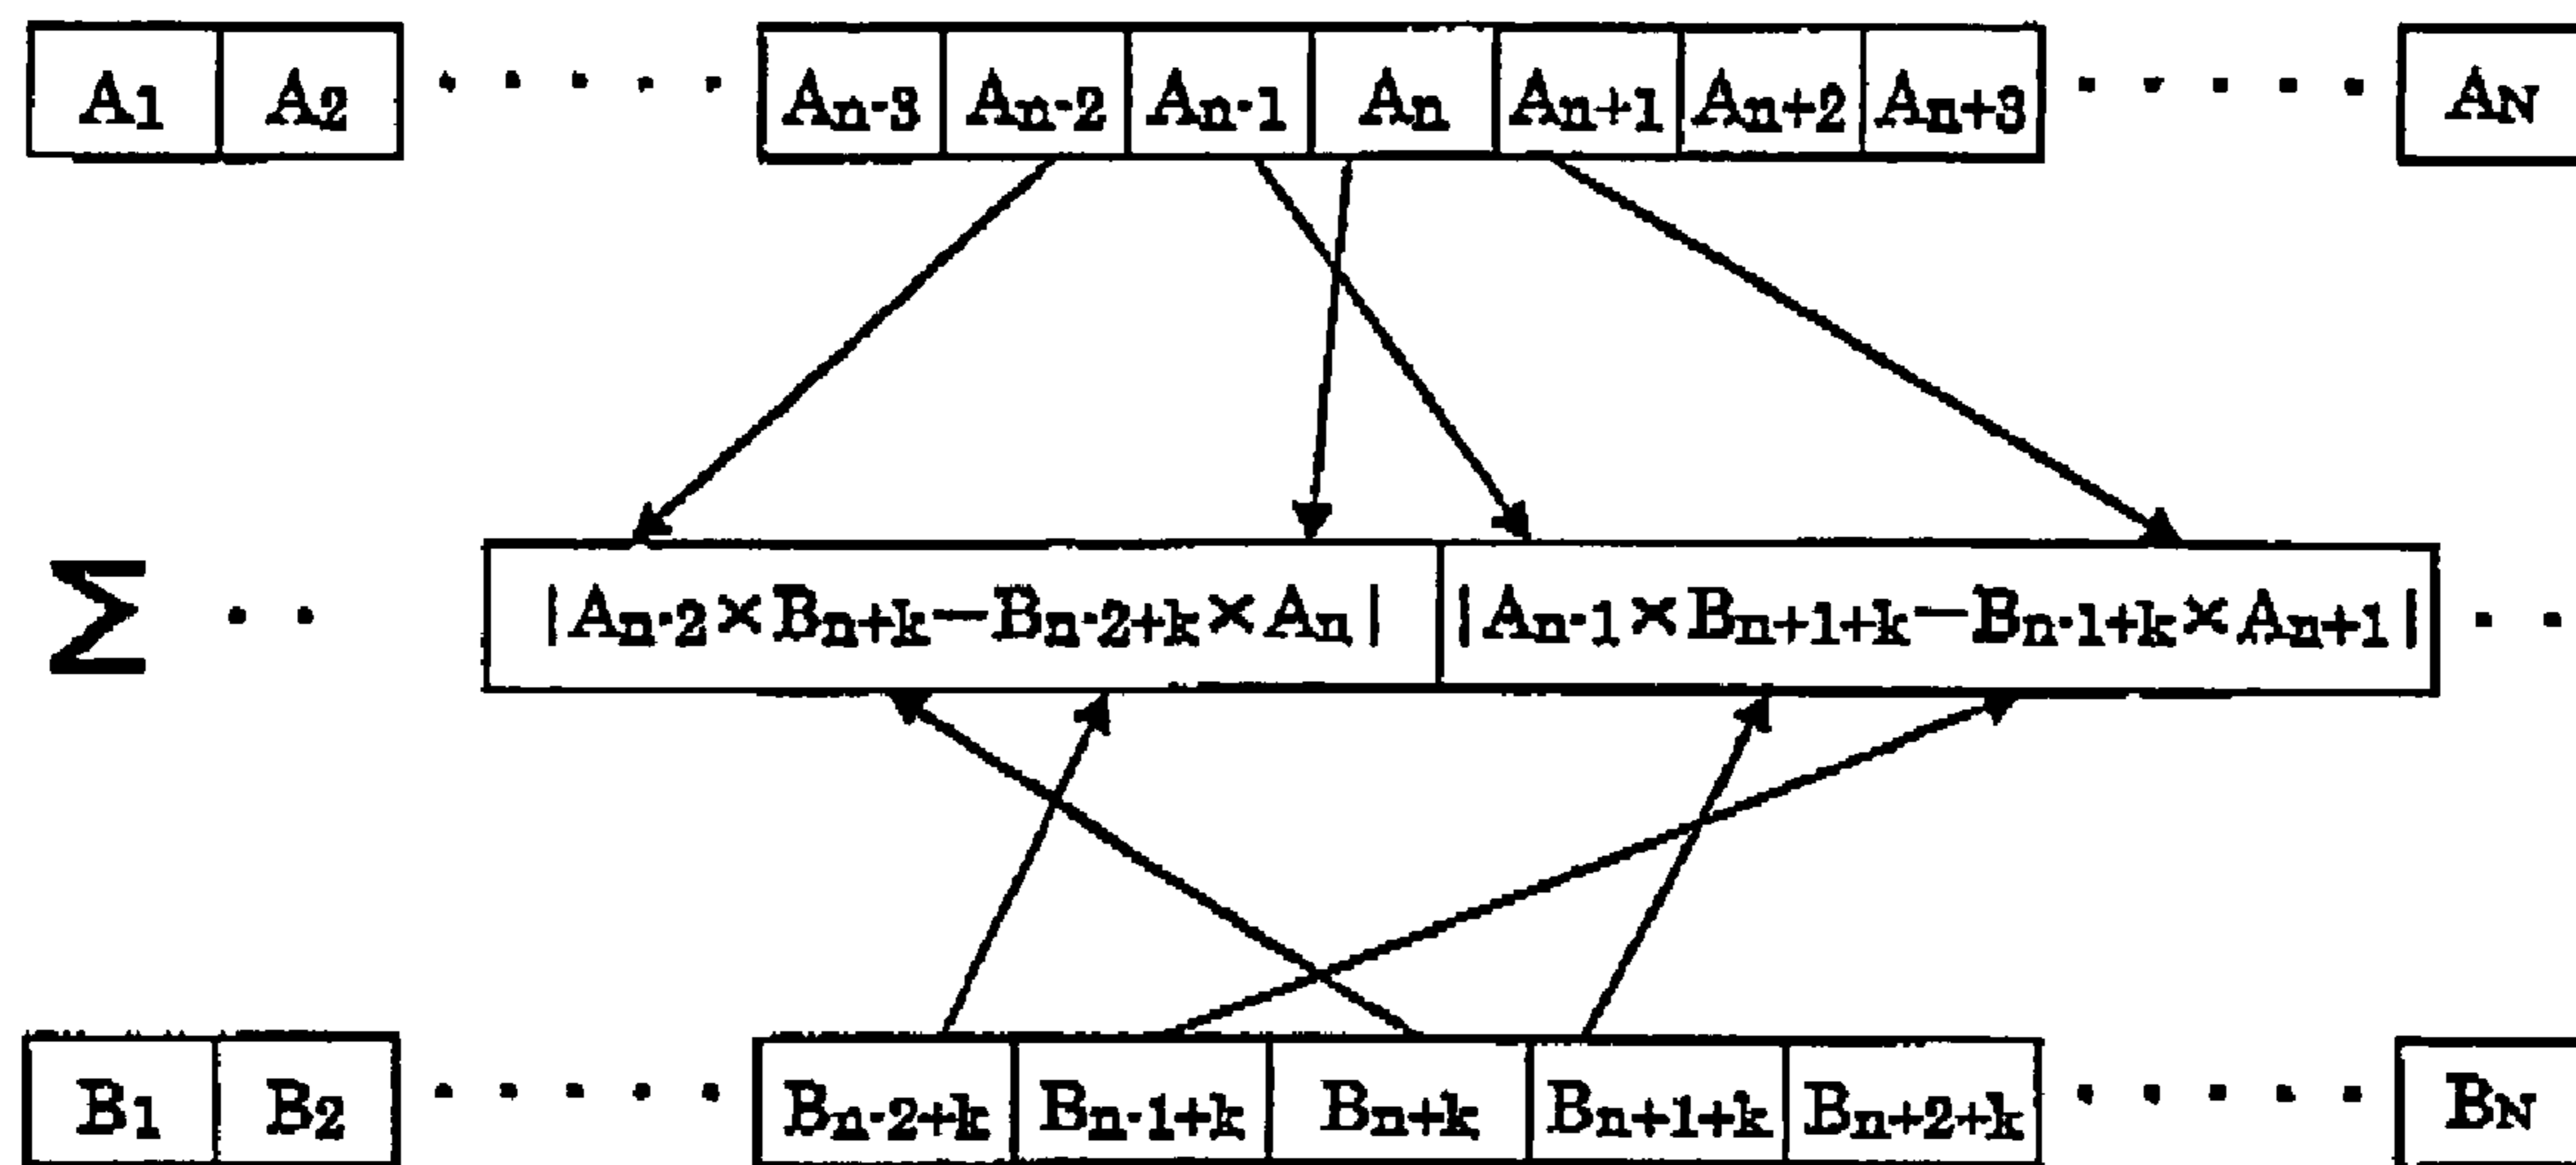 A1 A2 · · · · · An-3 An-2 An-1 An An+1 An+2 An+3 · · · · · AN
Σ · · |An-2×Bn+k−Bn-2+k×An| |An-1×Bn+1+k−Bn-1+k×An+1| · ·
B1 B2 · · · · · Bn-2+k Bn-1+k Bn+k Bn+1+k Bn+2+k · · · · · BN